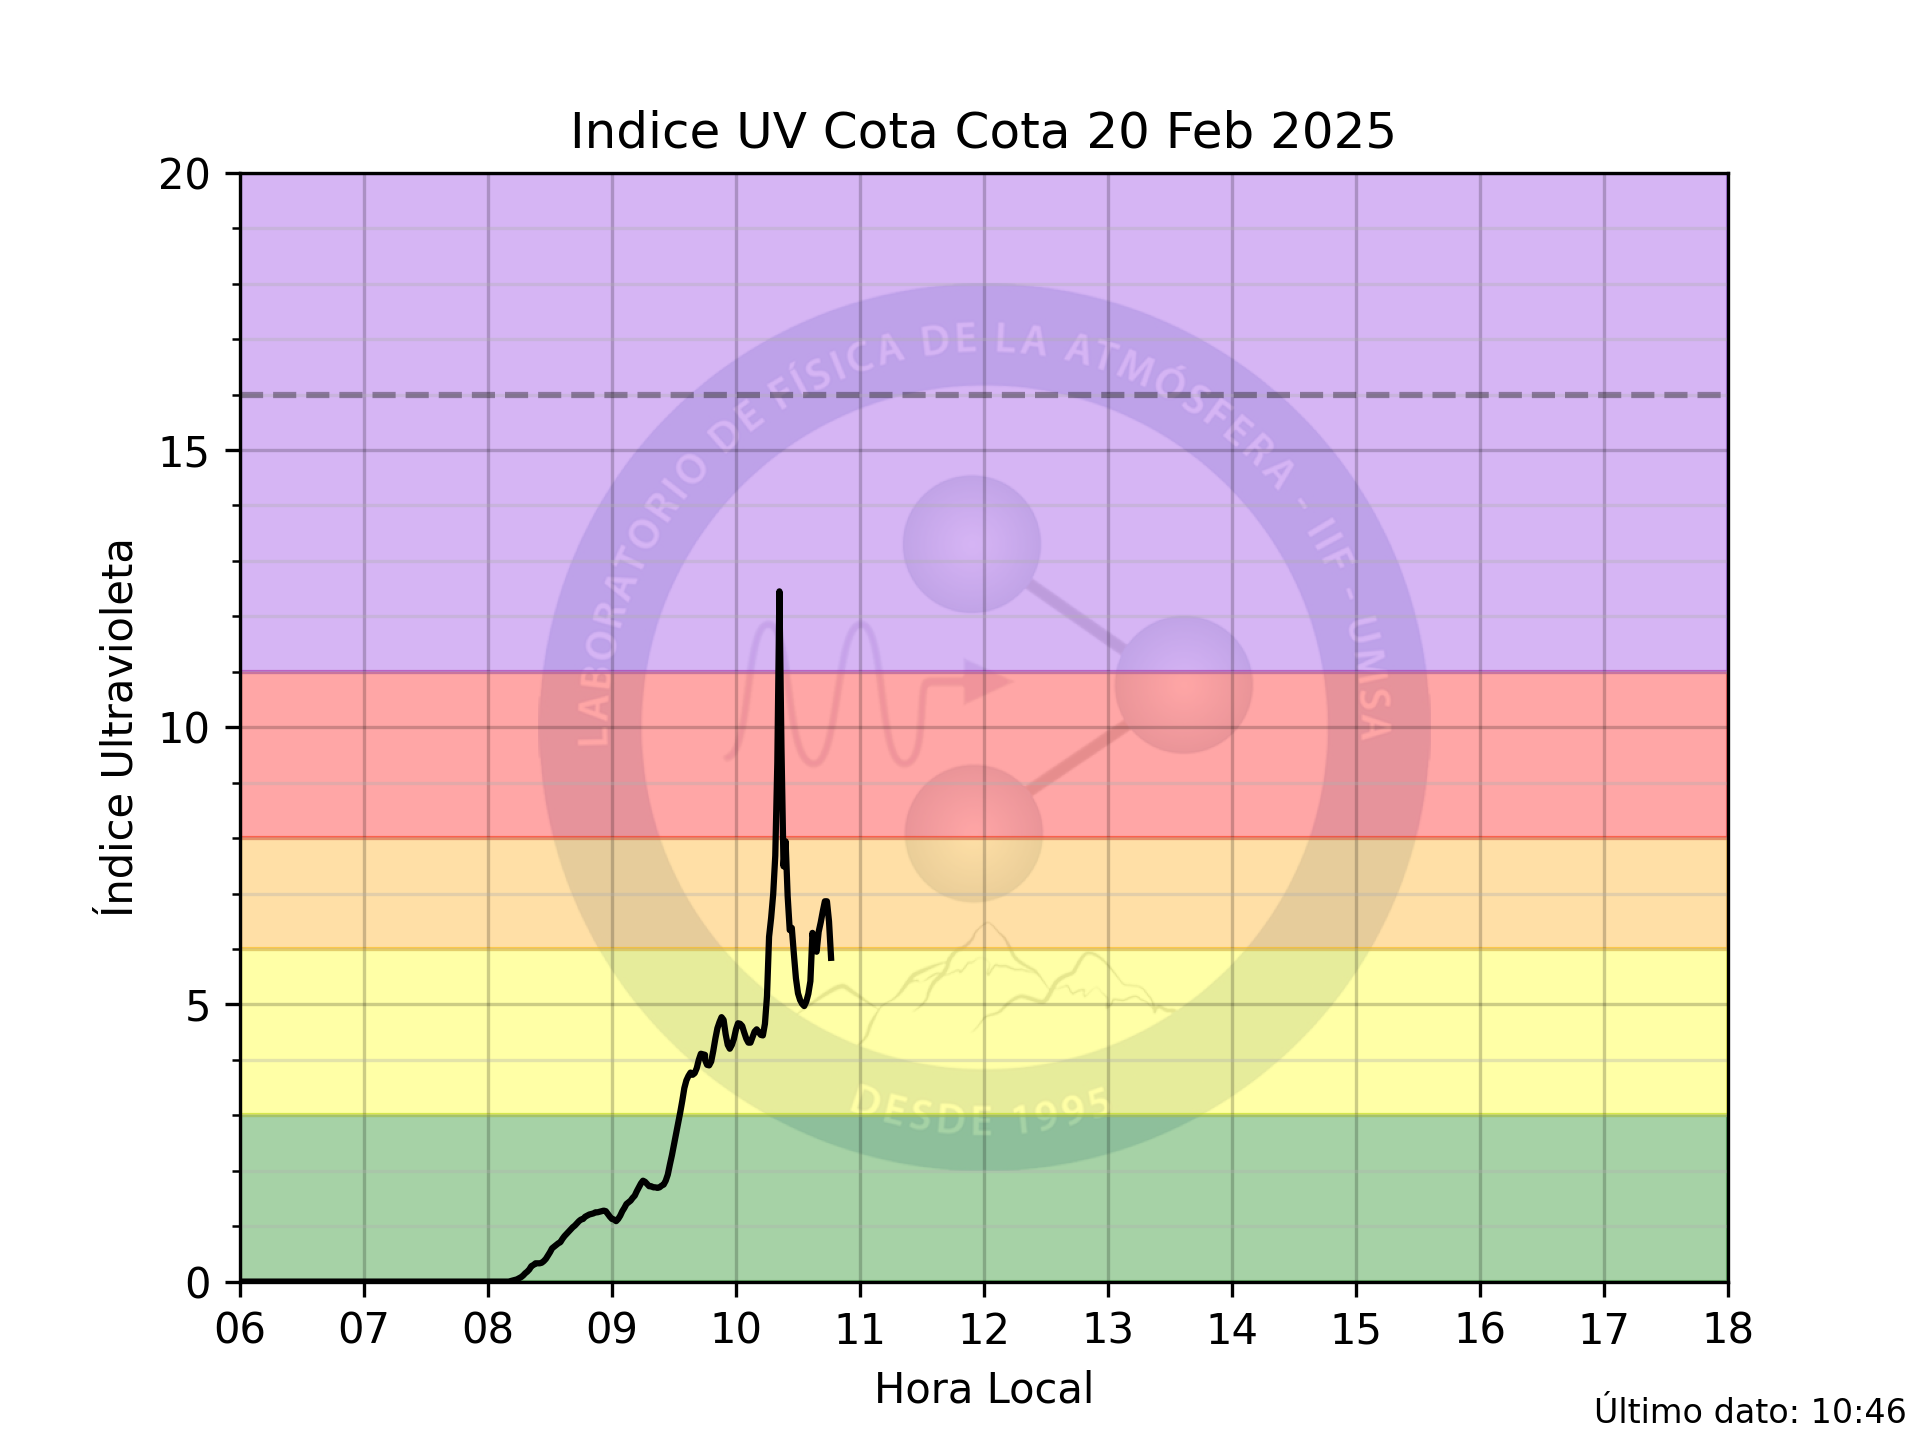 Indice UV Cota Cota 20 Feb 2025
20
15
10
5
0
Índice Ultravioleta
LABORATORIO DE FÍSICA DE LA ATMÓSFERA - IIF - UMSA
DESDE 1995
06 07 08 09 10 11 12 13 14 15 16 17 18
Hora Local
Último dato: 10:46